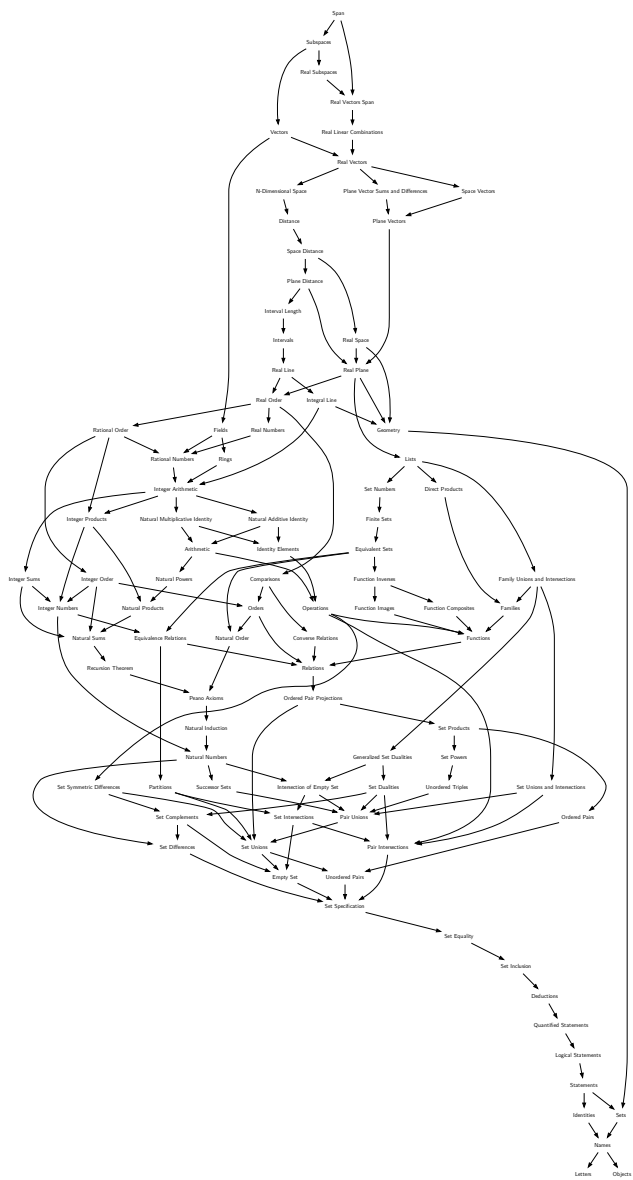 Span
Subspaces
Real Subspaces
Real Vectors Span
Vectors
Real Linear Combinations
Real Vectors
N-Dimensional Space
Plane Vector Sums and Differences
Space Vectors
Distance
Plane Vectors
Space Distance
Plane Distance
Interval Length
Intervals
Real Space
Real Line
Real Plane
Real Order
Integral Line
Rational Order
Fields
Real Numbers
Geometry
Rational Numbers
Rings
Lists
Integer Arithmetic
Set Numbers
Direct Products
Integer Products
Natural Multiplicative Identity
Natural Additive Identity
Finite Sets
Arithmetic
Identity Elements
Equivalent Sets
Integer Sums
Integer Order
Natural Powers
Comparisons
Function Inverses
Family Unions and Intersections
Integer Numbers
Natural Products
Orders
Operations
Function Images
Function Composites
Families
Natural Sums
Equivalence Relations
Natural Order
Converse Relations
Functions
Recursion Theorem
Relations
Peano Axioms
Ordered Pair Projections
Natural Induction
Set Products
Natural Numbers
Generalized Set Dualities
Set Powers
Set Symmetric Differences
Partitions
Successor Sets
Intersection of Empty Set
Set Dualities
Unordered Triples
Set Unions and Intersections
Set Complements
Set Intersections
Pair Unions
Ordered Pairs
Set Differences
Set Unions
Pair Intersections
Empty Set
Unordered Pairs
Set Specification
Set Equality
Set Inclusion
Deductions
Quantified Statements
Logical Statements
Statements
Identities
Sets
Names
Letters
Objects